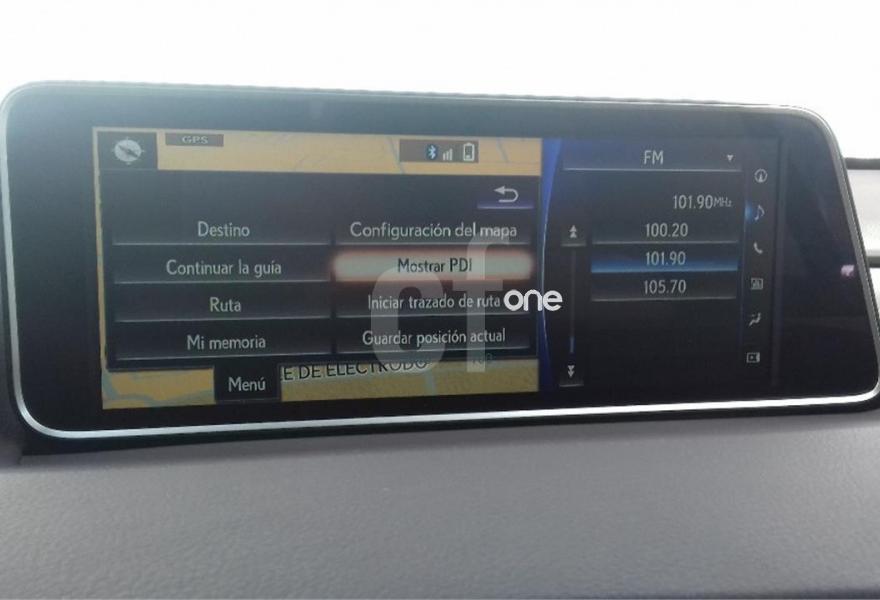 GPS
FM
101.90MHz
Destino
Configuración del mapa
100.20
Continuar la guía
Mostrar PDI
101.90
Ruta
Iniciar trazado de ruta
105.70
Mi memoria
Guardar posición actual
Menú
E DE ELECTRODO
cf one